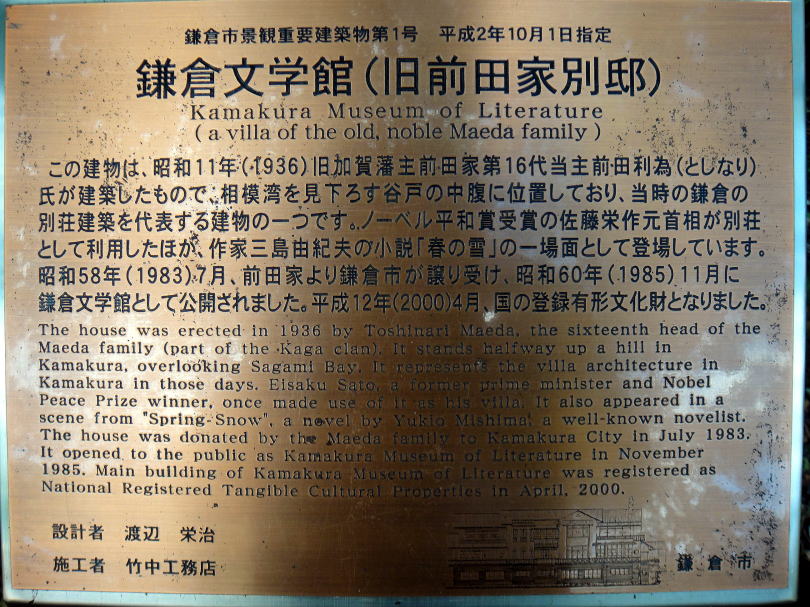 鎌倉市景観重要建築物第1号　平成2年10月1日指定
鎌倉文学館(旧前田家別邸)
Kamakura Museum of Literature
(a villa of the old, noble Maeda family)
この建物は、昭和11年(1936)旧加賀藩主前田家第16代当主前田利為(としなり)
氏が建築したもので、相模湾を見下ろす谷戸の中腹に位置しており、当時の鎌倉の
別荘建築を代表する建物の一つです。ノーベル平和賞受賞の佐藤栄作元首相が別荘
として利用したほか、作家三島由紀夫の小説「春の雪」の一場面として登場しています。
昭和58年(1983)7月、前田家より鎌倉市が譲り受け、昭和60年(1985)11月に
鎌倉文学館として公開されました。平成12年(2000)4月、国の登録有形文化財となりました。
The house was erected in 1936 by Toshinari Maeda, the sixteenth head of the
Maeda family (part of the Kaga clan). It stands halfway up a hill in
Kamakura, overlooking Sagami Bay. It represents the villa architecture in
Kamakura in those days. Eisaku Sato, a former prime minister and Nobel
Peace Prize winner, once made use of it as his villa. It also appeared in a
scene from "Spring Snow", a novel by Yukio Mishima, a well-known novelist.
The house was donated by the Maeda family to Kamakura City in July 1983.
It opened to the public as Kamakura Museum of Literature in November
1985. Main building of Kamakura Museum of Literature was registered as
National Registered Tangible Cultural Properties in April, 2000.
設計者　渡辺　栄治
施工者　竹中工務店
鎌倉市